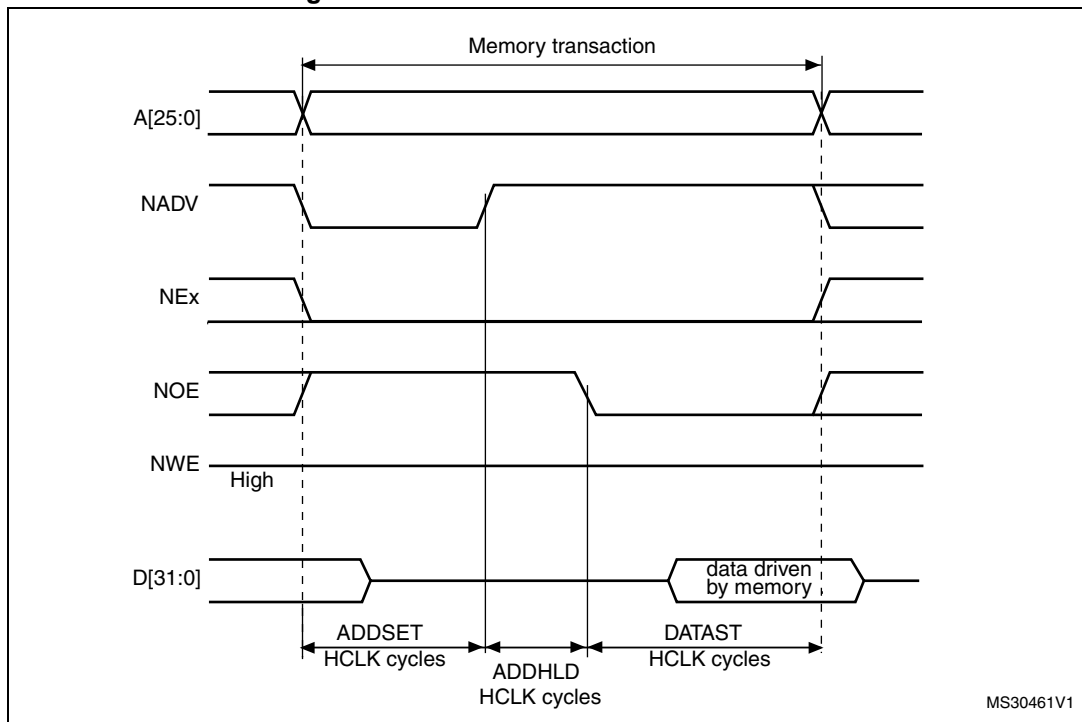 Memory transaction
A[25:0]
NADV
NEx
NOE
NWE
High
D[31:0]
data driven
by memory
ADDSET
HCLK cycles
ADDHLD
HCLK cycles
DATAST
HCLK cycles
MS30461V1